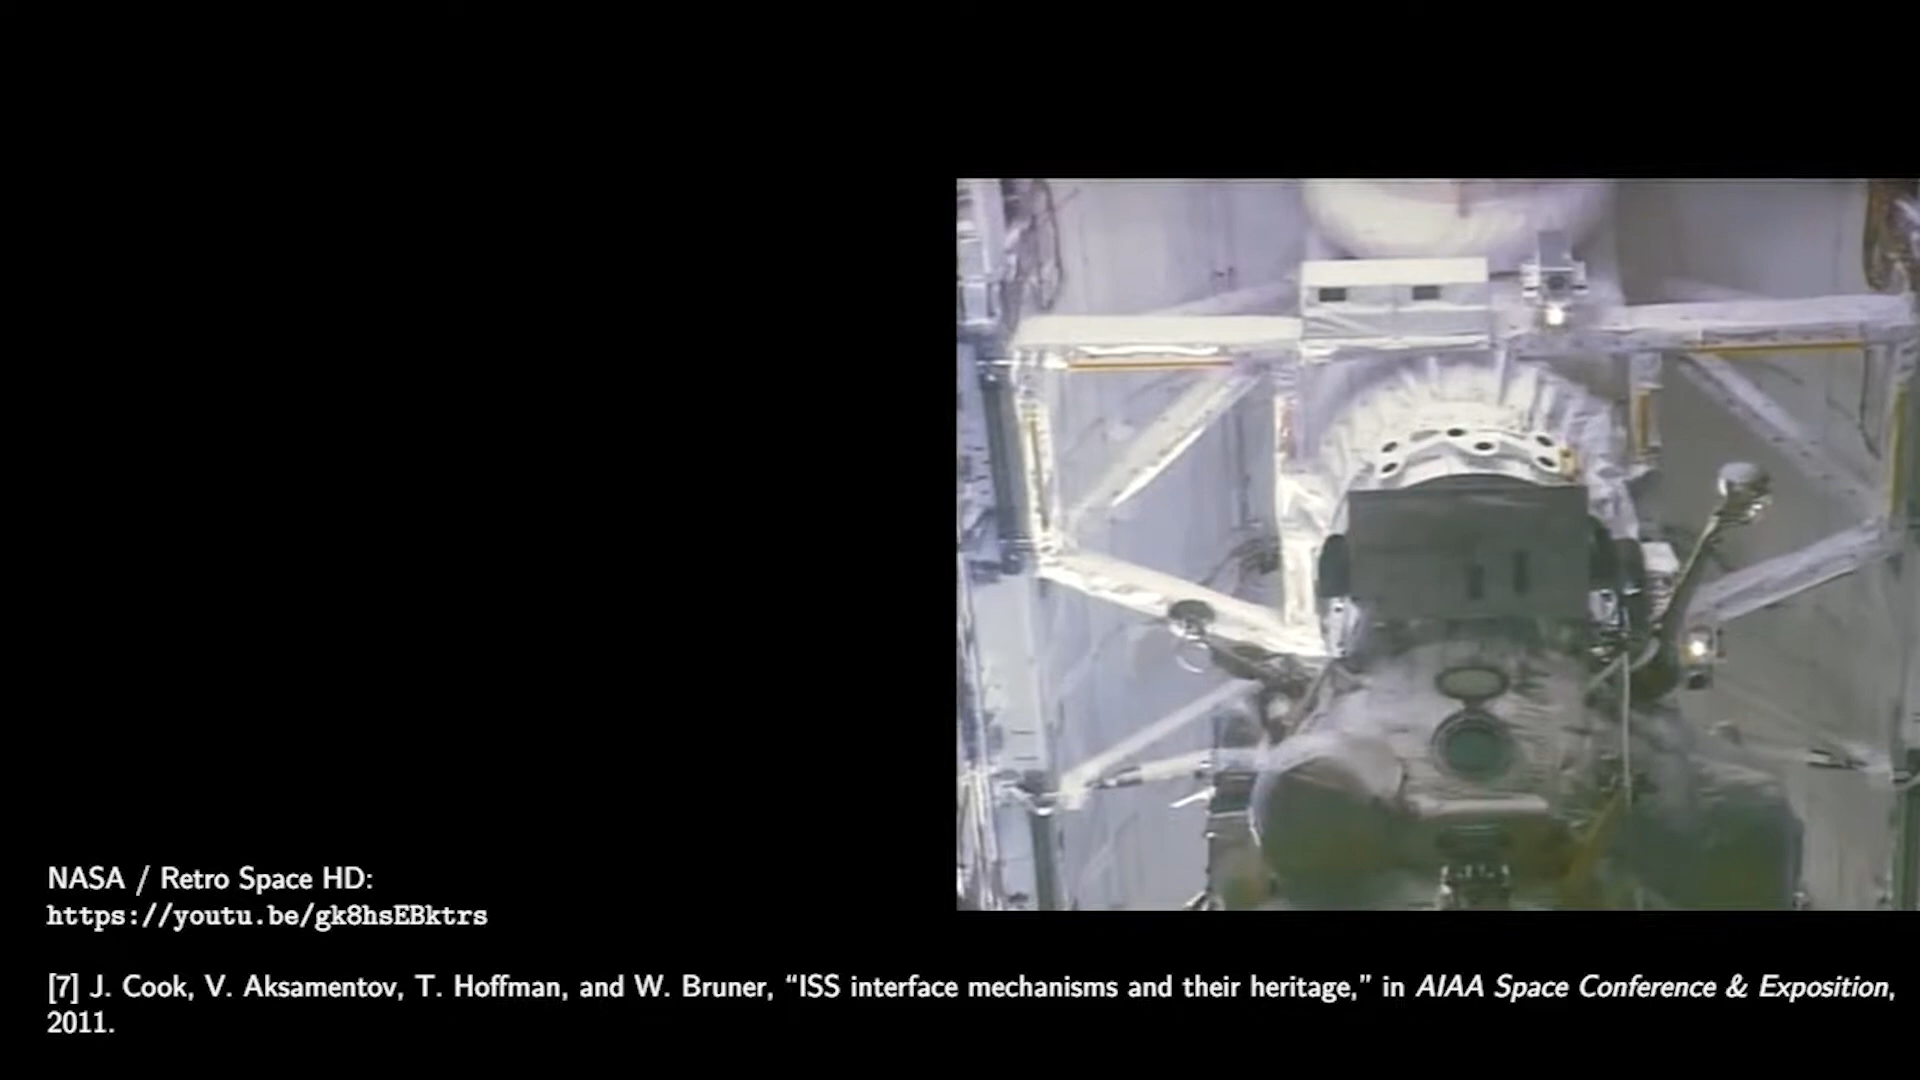 NASA / Retro Space HD:
https://youtu.be/gk8hsEBktrs
[7] J. Cook, V. Aksamentov, T. Hoffman, and W. Bruner, “ISS interface mechanisms and their heritage,” in AIAA Space Conference & Exposition,
2011.